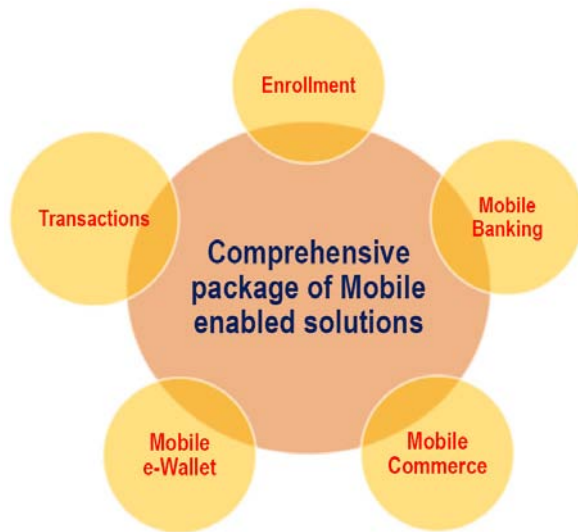 Enrollment
Transactions
Mobile
Banking
Comprehensive
package of Mobile
enabled solutions
Mobile
e-Wallet
Mobile
Commerce